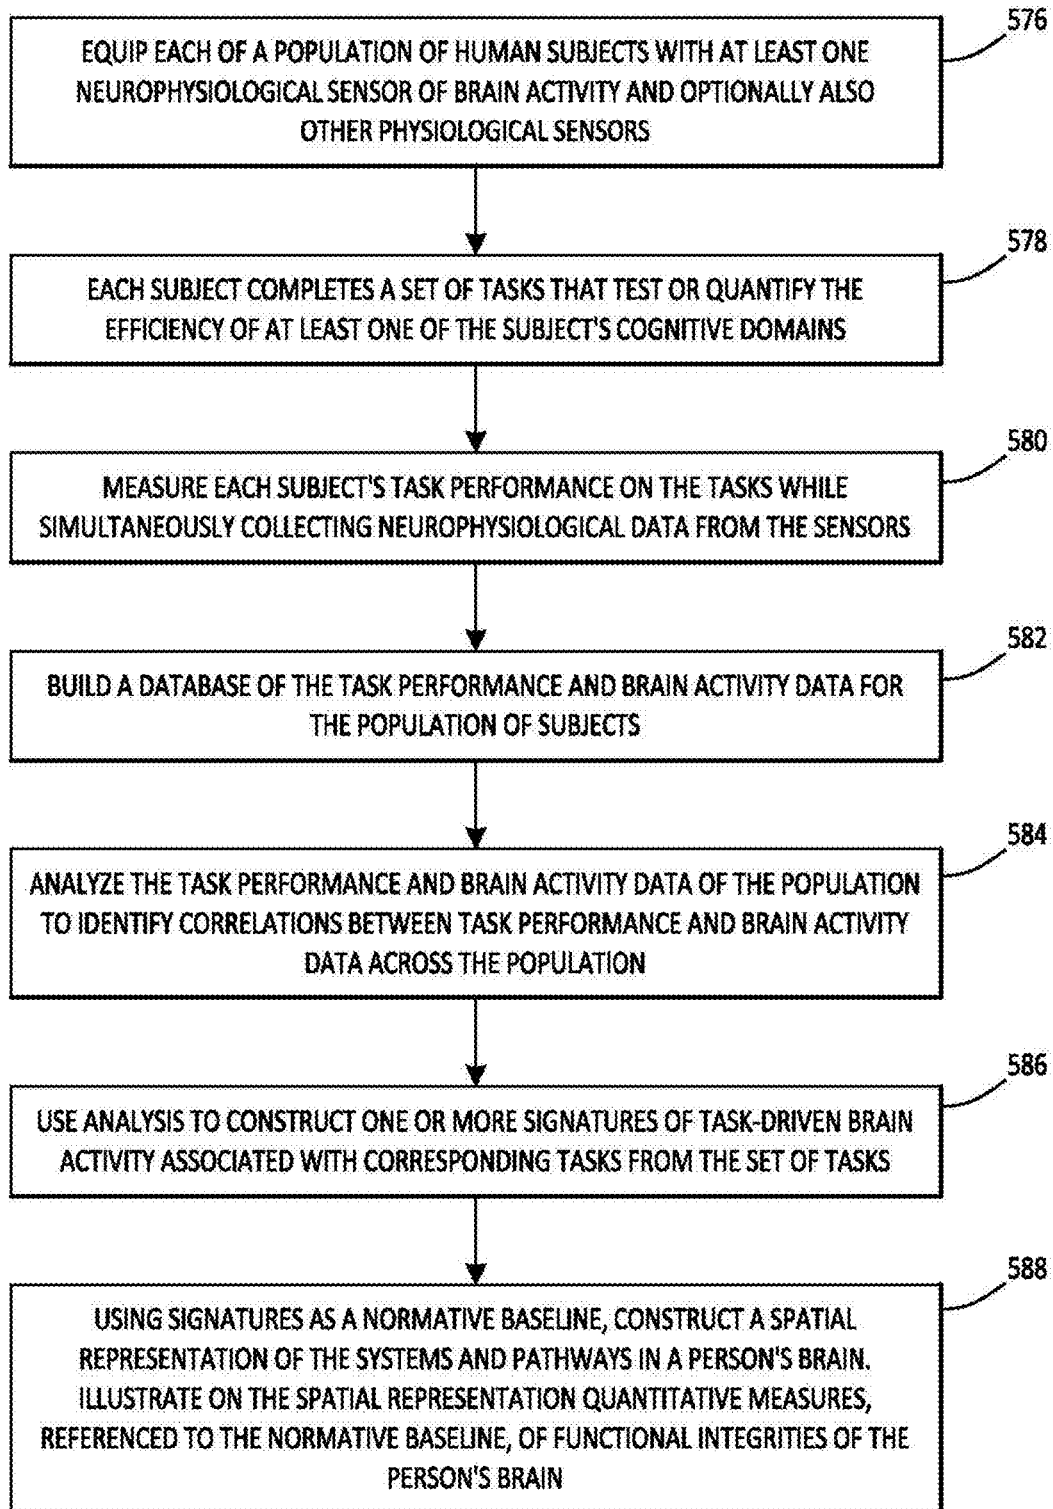 576
EQUIP EACH OF A POPULATION OF HUMAN SUBJECTS WITH AT LEAST ONE
NEUROPHYSIOLOGICAL SENSOR OF BRAIN ACTIVITY AND OPTIONALLY ALSO
OTHER PHYSIOLOGICAL SENSORS
578
EACH SUBJECT COMPLETES A SET OF TASKS THAT TEST OR QUANTIFY THE
EFFICIENCY OF AT LEAST ONE OF THE SUBJECT'S COGNITIVE DOMAINS
580
MEASURE EACH SUBJECT'S TASK PERFORMANCE ON THE TASKS WHILE
SIMULTANEOUSLY COLLECTING NEUROPHYSIOLOGICAL DATA FROM THE SENSORS
582
BUILD A DATABASE OF THE TASK PERFORMANCE AND BRAIN ACTIVITY DATA FOR
THE POPULATION OF SUBJECTS
584
ANALYZE THE TASK PERFORMANCE AND BRAIN ACTIVITY DATA OF THE POPULATION
TO IDENTIFY CORRELATIONS BETWEEN TASK PERFORMANCE AND BRAIN ACTIVITY
DATA ACROSS THE POPULATION
586
USE ANALYSIS TO CONSTRUCT ONE OR MORE SIGNATURES OF TASK-DRIVEN BRAIN
ACTIVITY ASSOCIATED WITH CORRESPONDING TASKS FROM THE SET OF TASKS
588
USING SIGNATURES AS A NORMATIVE BASELINE, CONSTRUCT A SPATIAL
REPRESENTATION OF THE SYSTEMS AND PATHWAYS IN A PERSON'S BRAIN.
ILLUSTRATE ON THE SPATIAL REPRESENTATION QUANTITATIVE MEASURES,
REFERENCED TO THE NORMATIVE BASELINE, OF FUNCTIONAL INTEGRITIES OF THE
PERSON'S BRAIN